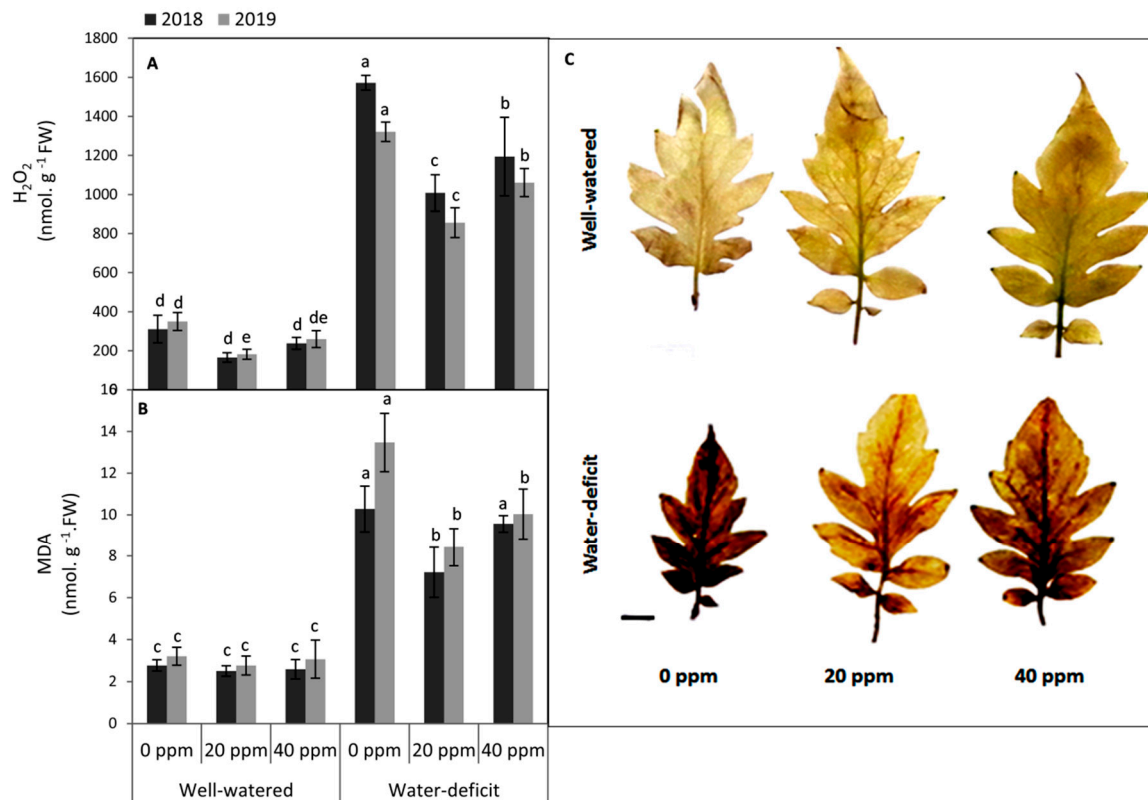 2018 2019
A
H₂O₂
(nmol. g ⁻¹ FW)
1800
1600
1400
1200
1000
800
600
400
200
d d d e d de a a c c b b
B
MDA
(nmol. g ⁻¹.FW)
16
14
12
10
8
6
4
2
0
c c c c c c a a b b a b
0 ppm 20 ppm 40 ppm 0 ppm 20 ppm 40 ppm
Well-watered Water-deficit
C
Well-watered
Water-deficit
0 ppm 20 ppm 40 ppm